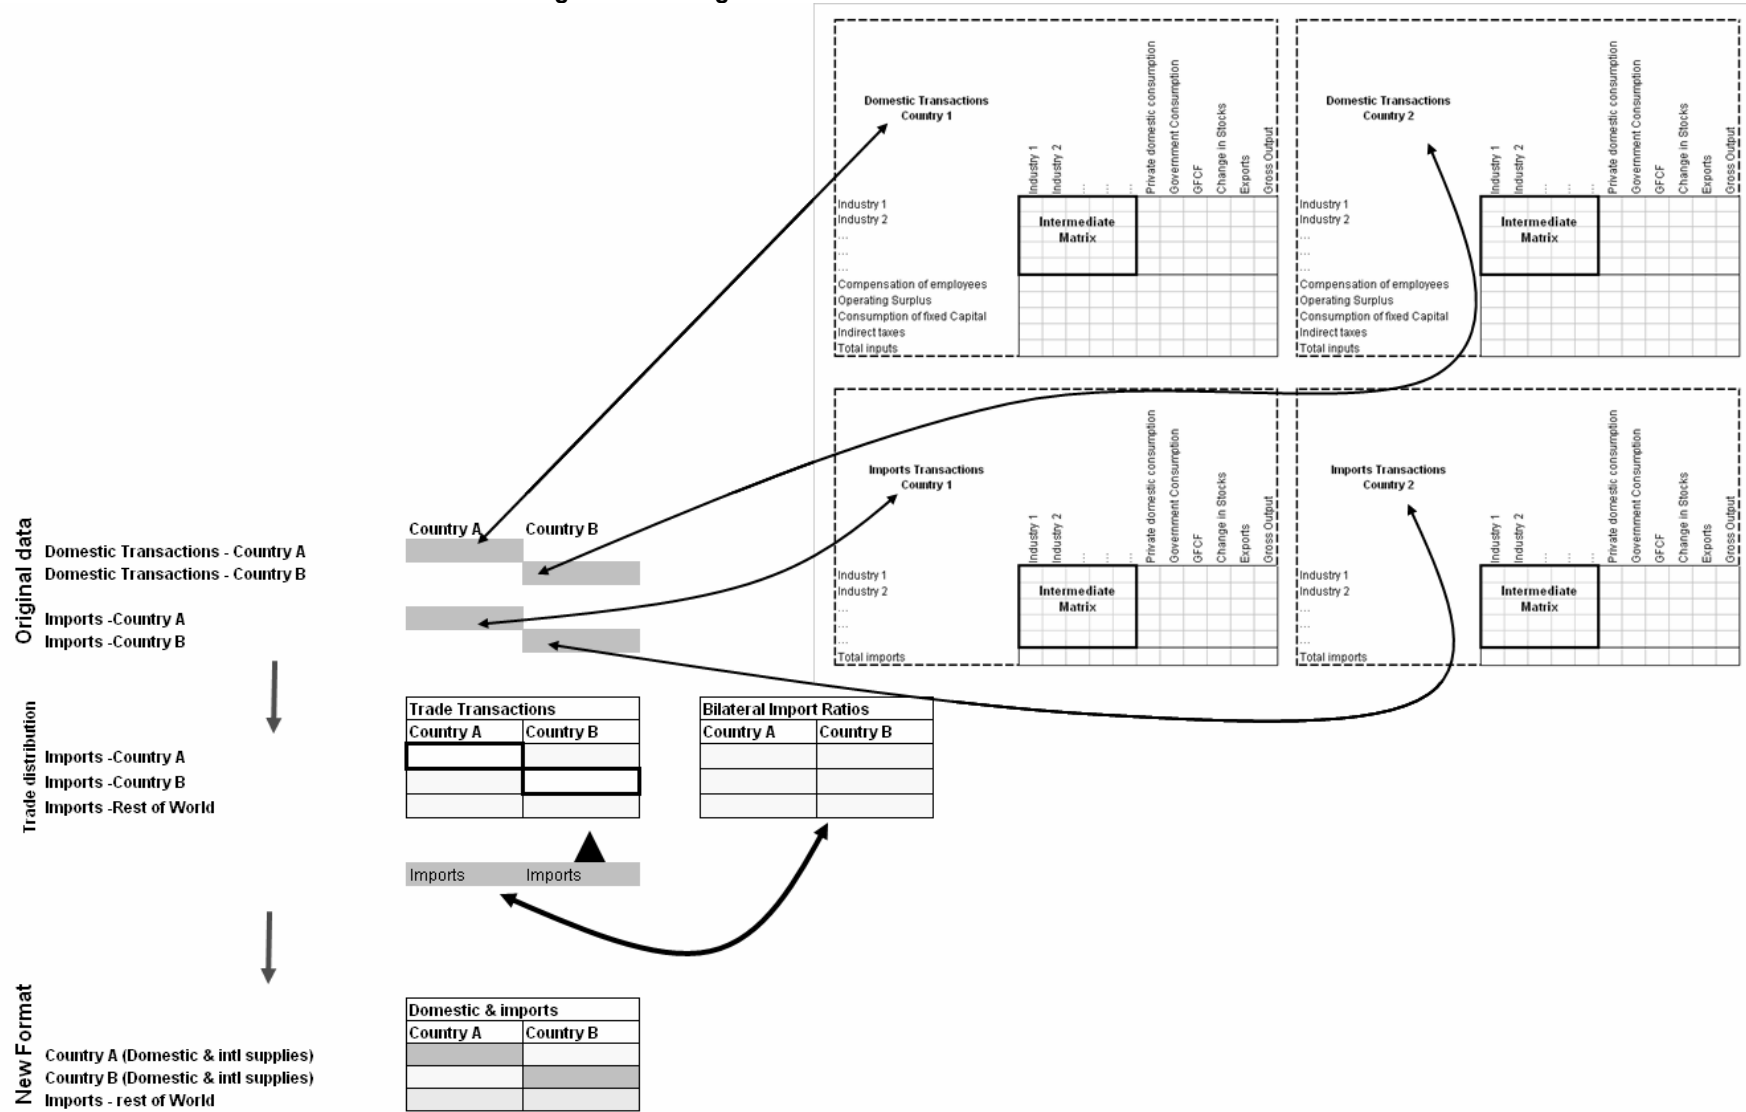 Domestic Transactions
Country 1
Industry 1
Industry 2
...
...
...
Private domestic consumption
Government Consumption
GFCF
Change in Stocks
Exports
Gross Output
Industry 1
Industry 2
...
...
...
Intermediate
Matrix
Compensation of employees
Operating Surplus
Consumption of fixed Capital
Indirect taxes
Total inputs
Domestic Transactions
Country 2
Industry 1
Industry 2
...
...
...
Private domestic consumption
Government Consumption
GFCF
Change in Stocks
Exports
Gross Output
Industry 1
Industry 2
...
...
...
Intermediate
Matrix
Compensation of employees
Operating Surplus
Consumption of fixed Capital
Indirect taxes
Total inputs
Imports Transactions
Country 1
Industry 1
Industry 2
...
...
...
Private domestic consumption
Government Consumption
GFCF
Change in Stocks
Exports
Gross Output
Industry 1
Industry 2
...
...
...
Intermediate
Matrix
Total imports
Imports Transactions
Country 2
Industry 1
Industry 2
...
...
...
Private domestic consumption
Government Consumption
GFCF
Change in Stocks
Exports
Gross Output
Industry 1
Industry 2
...
...
...
Intermediate
Matrix
Total imports
Original data
Country A Country B
Domestic Transactions - Country A
Domestic Transactions - Country B
Imports -Country A
Imports -Country B
Trade distribution
Trade Transactions
Country A Country B
Bilateral Import Ratios
Country A Country B
Imports -Country A
Imports -Country B
Imports -Rest of World
Imports Imports
New Format
Domestic & imports
Country A Country B
Country A (Domestic & intl supplies)
Country B (Domestic & intl supplies)
Imports - rest of World